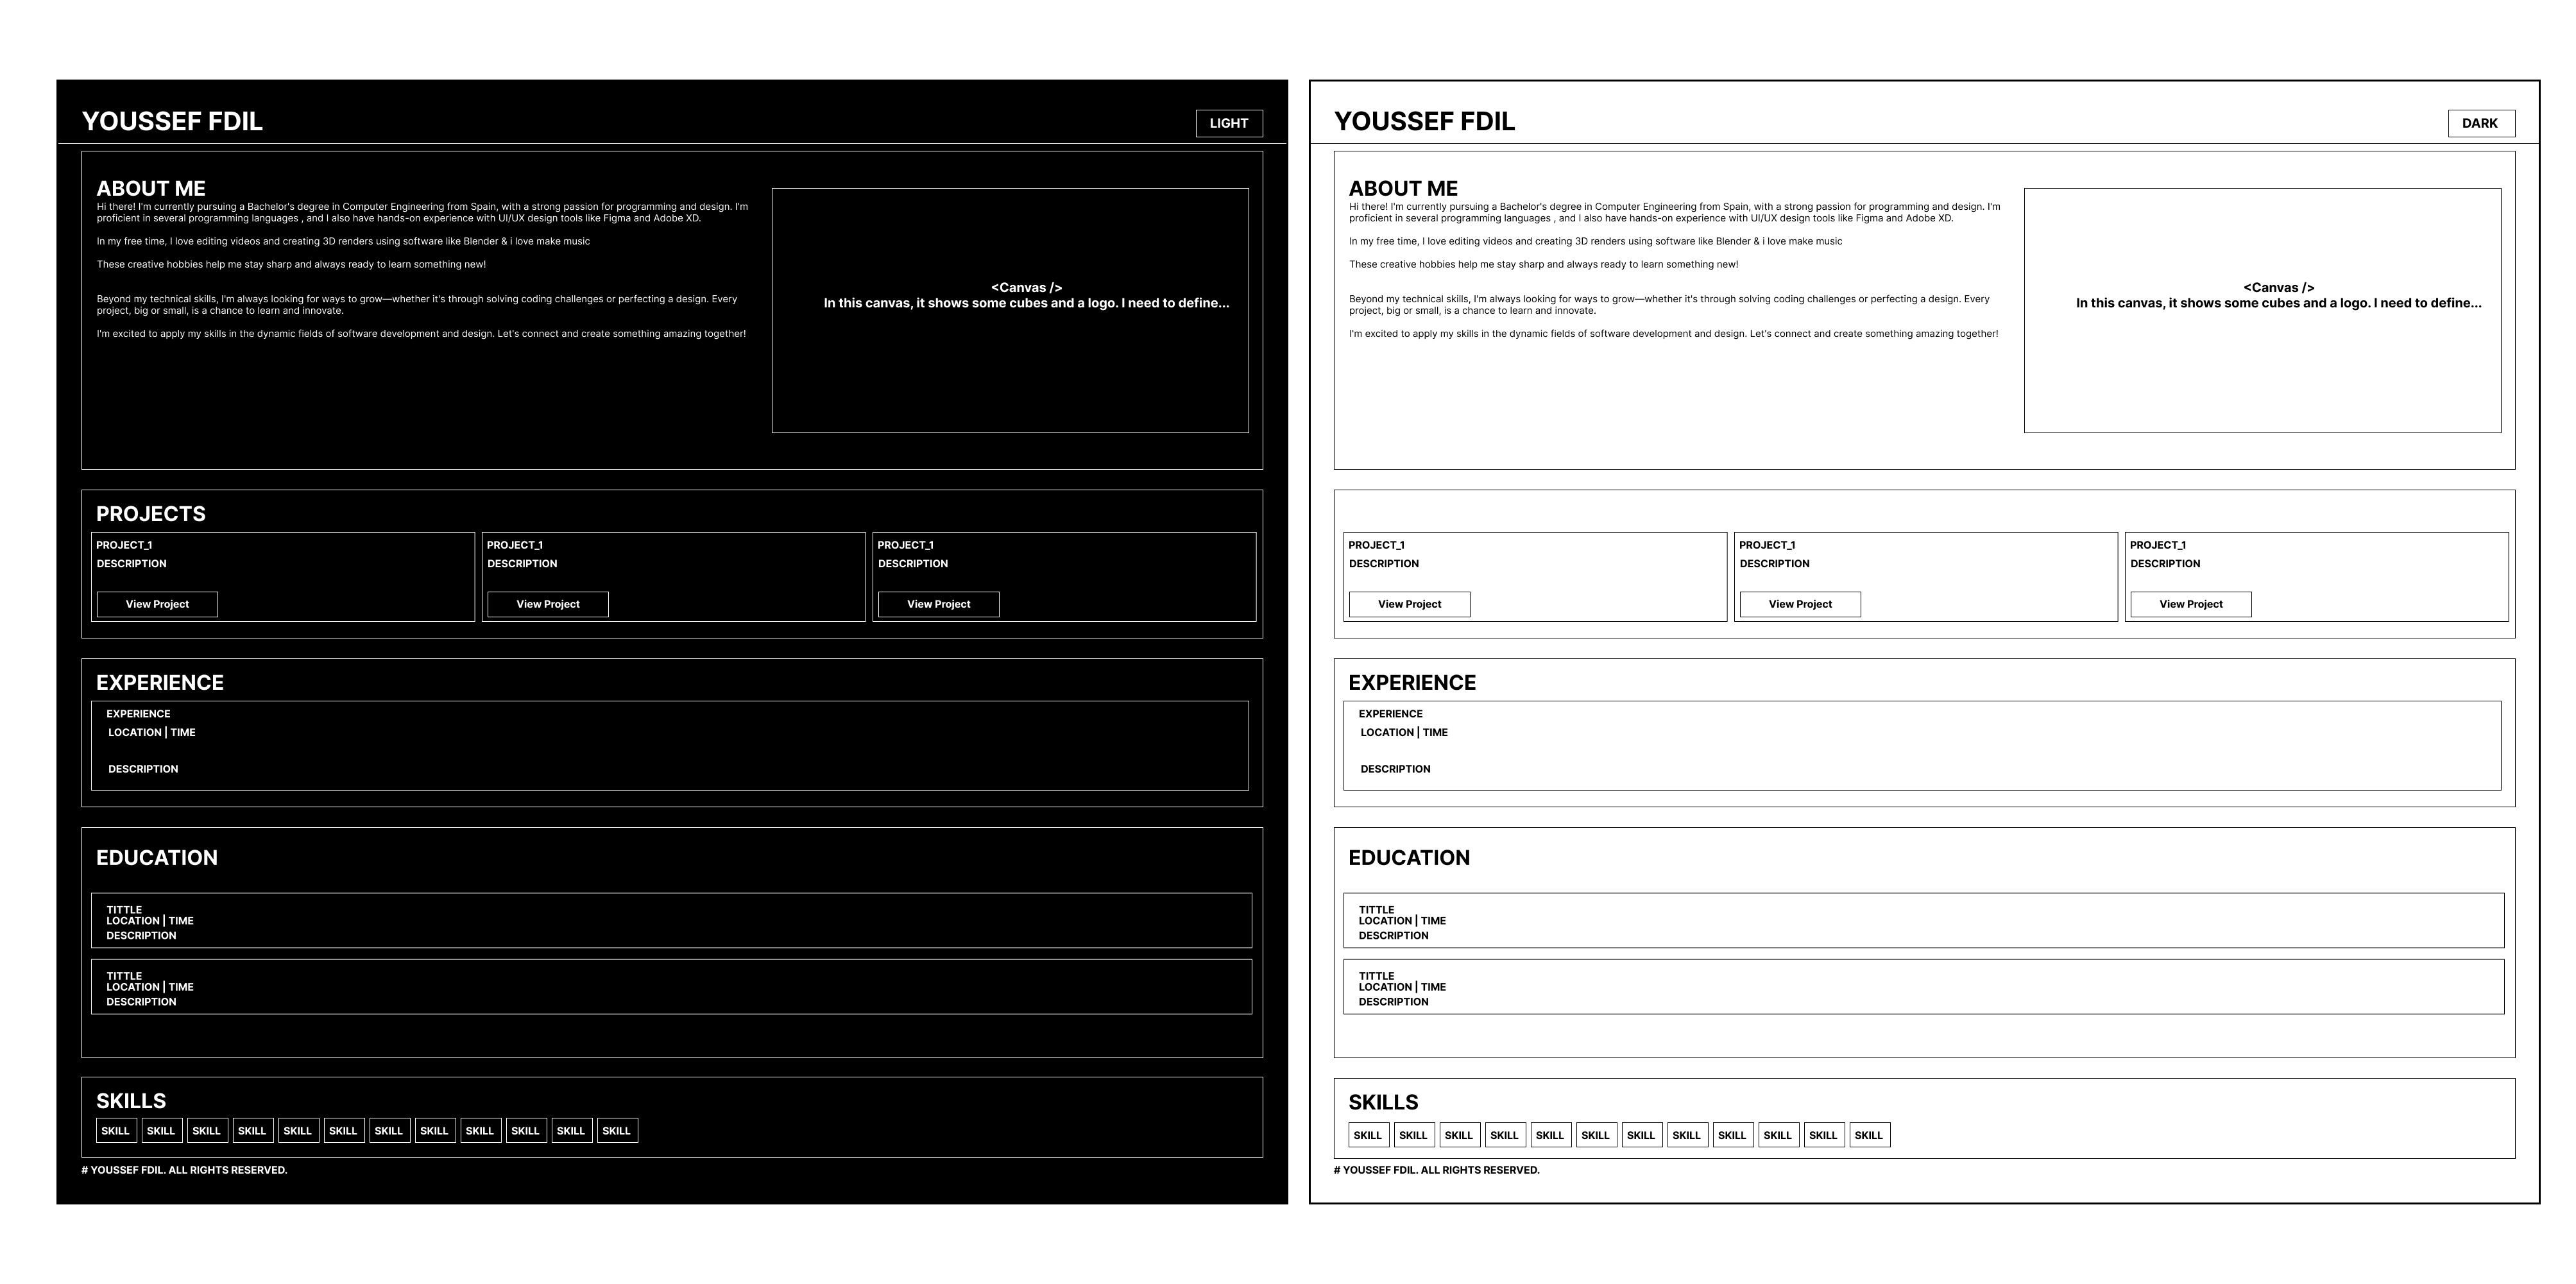 YOUSSEF FDIL
LIGHT
ABOUT ME
Hi there! I'm currently pursuing a Bachelor's degree in Computer Engineering from Spain, with a strong passion for programming and design. I'm
proficient in several programming languages , and I also have hands-on experience with UI/UX design tools like Figma and Adobe XD.
In my free time, I love editing videos and creating 3D renders using software like Blender & i love make music
These creative hobbies help me stay sharp and always ready to learn something new!
Beyond my technical skills, I'm always looking for ways to grow—whether it's through solving coding challenges or perfecting a design. Every
project, big or small, is a chance to learn and innovate.
I'm excited to apply my skills in the dynamic fields of software development and design. Let's connect and create something amazing together!
<Canvas />
In this canvas, it shows some cubes and a logo. I need to define...
PROJECTS
PROJECT_1
DESCRIPTION
View Project
PROJECT_1
DESCRIPTION
View Project
PROJECT_1
DESCRIPTION
View Project
EXPERIENCE
EXPERIENCE
LOCATION | TIME
DESCRIPTION
EDUCATION
TITTLE
LOCATION | TIME
DESCRIPTION
TITTLE
LOCATION | TIME
DESCRIPTION
SKILLS
SKILL SKILL SKILL SKILL SKILL SKILL SKILL SKILL SKILL SKILL SKILL SKILL
# YOUSSEF FDIL. ALL RIGHTS RESERVED.
YOUSSEF FDIL
DARK
ABOUT ME
Hi there! I'm currently pursuing a Bachelor's degree in Computer Engineering from Spain, with a strong passion for programming and design. I'm
proficient in several programming languages , and I also have hands-on experience with UI/UX design tools like Figma and Adobe XD.
In my free time, I love editing videos and creating 3D renders using software like Blender & i love make music
These creative hobbies help me stay sharp and always ready to learn something new!
Beyond my technical skills, I'm always looking for ways to grow—whether it's through solving coding challenges or perfecting a design. Every
project, big or small, is a chance to learn and innovate.
I'm excited to apply my skills in the dynamic fields of software development and design. Let's connect and create something amazing together!
<Canvas />
In this canvas, it shows some cubes and a logo. I need to define...
PROJECT_1
DESCRIPTION
View Project
PROJECT_1
DESCRIPTION
View Project
PROJECT_1
DESCRIPTION
View Project
EXPERIENCE
EXPERIENCE
LOCATION | TIME
DESCRIPTION
EDUCATION
TITTLE
LOCATION | TIME
DESCRIPTION
TITTLE
LOCATION | TIME
DESCRIPTION
SKILLS
SKILL SKILL SKILL SKILL SKILL SKILL SKILL SKILL SKILL SKILL SKILL SKILL
# YOUSSEF FDIL. ALL RIGHTS RESERVED.